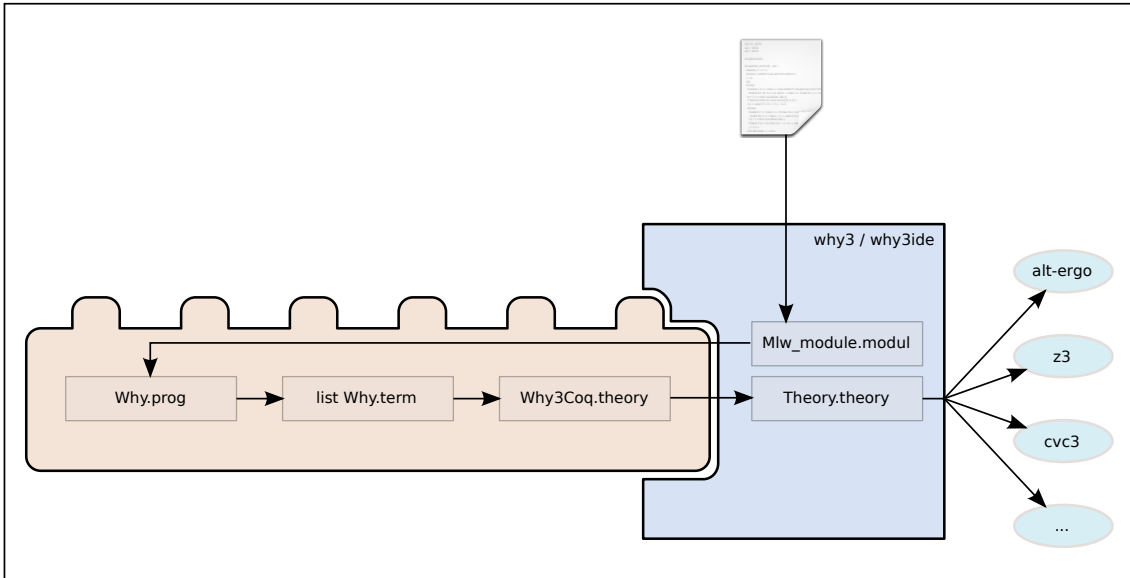 why3 / why3ide
alt-ergo
Mlw_module.modul
z3
Why.prog
list Why.term
Why3Coq.theory
Theory.theory
cvc3
...